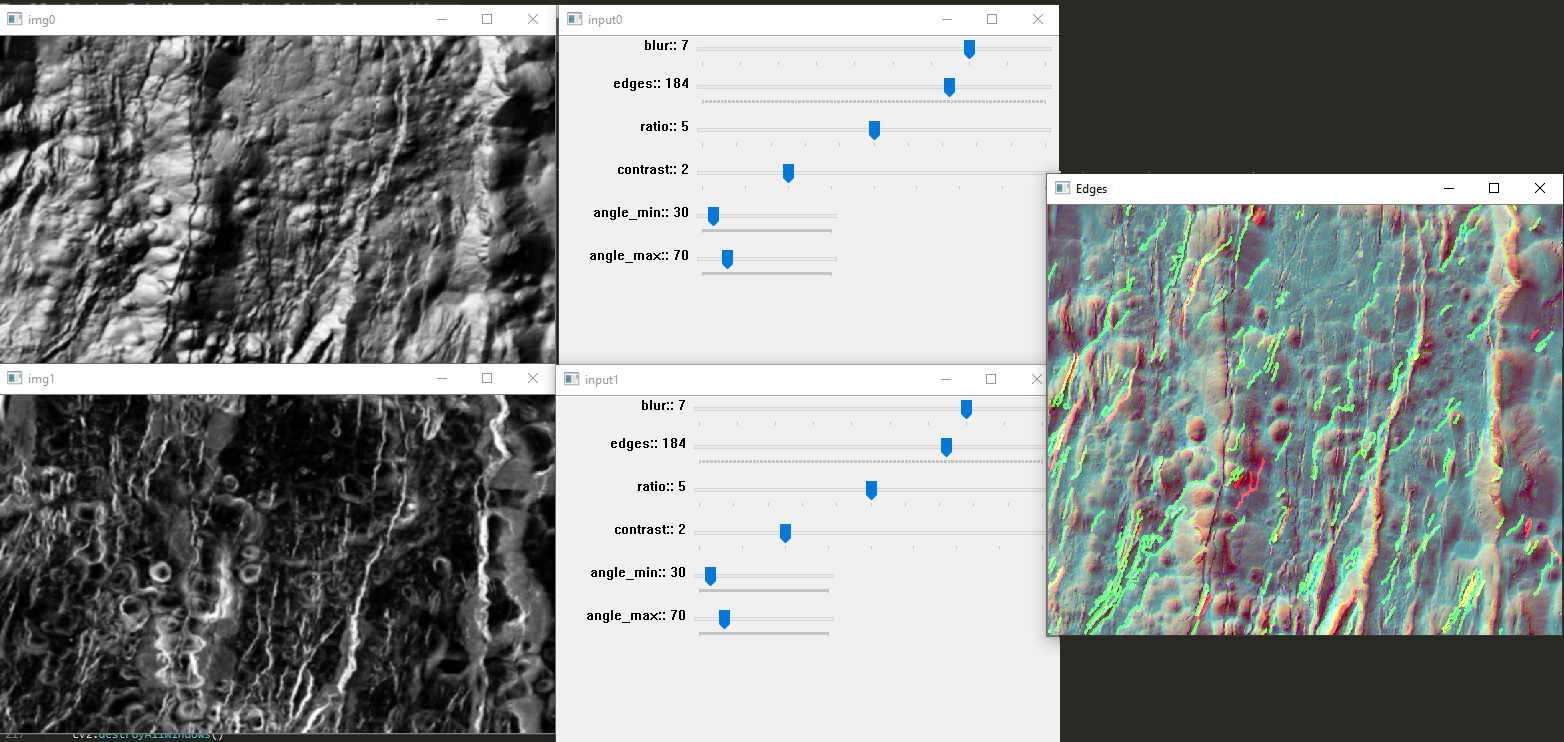 img0
input0
blur:: 7
edges:: 184
ratio:: 5
contrast:: 2
angle_min:: 30
angle_max:: 70
Edges
img1
input1
blur:: 7
edges:: 184
ratio:: 5
contrast:: 2
angle_min:: 30
angle_max:: 70
217 cv2.destroyAllWindows()